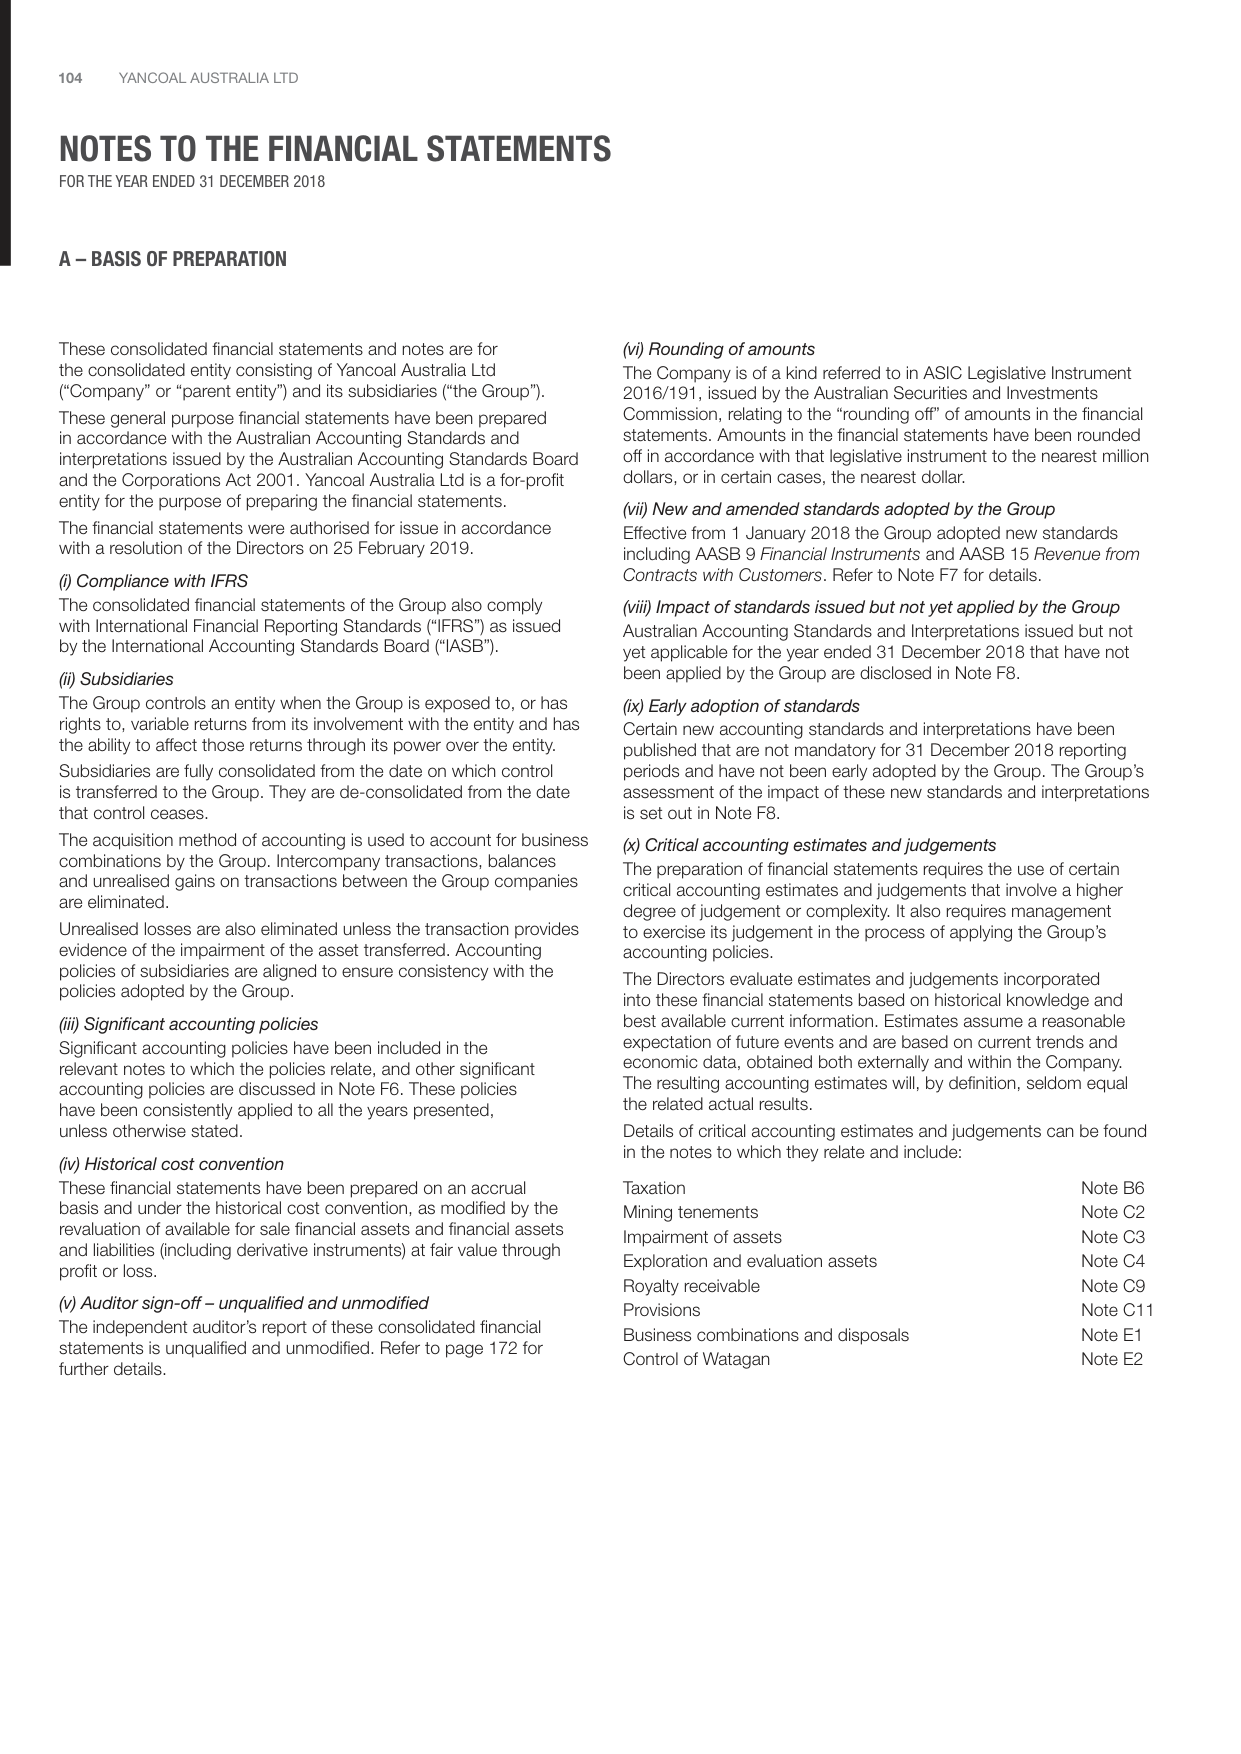 104 YANCOAL AUSTRALIA LTD
NOTES TO THE FINANCIAL STATEMENTS
FOR THE YEAR ENDED 31 DECEMBER 2018
A – BASIS OF PREPARATION
These consolidated financial statements and notes are for
the consolidated entity consisting of Yancoal Australia Ltd
(“Company” or “parent entity”) and its subsidiaries (“the Group”).
These general purpose financial statements have been prepared
in accordance with the Australian Accounting Standards and
interpretations issued by the Australian Accounting Standards Board
and the Corporations Act 2001. Yancoal Australia Ltd is a for-profit
entity for the purpose of preparing the financial statements.
The financial statements were authorised for issue in accordance
with a resolution of the Directors on 25 February 2019.
(i) Compliance with IFRS
The consolidated financial statements of the Group also comply
with International Financial Reporting Standards (“IFRS”) as issued
by the International Accounting Standards Board (“IASB”).
(ii) Subsidiaries
The Group controls an entity when the Group is exposed to, or has
rights to, variable returns from its involvement with the entity and has
the ability to affect those returns through its power over the entity.
Subsidiaries are fully consolidated from the date on which control
is transferred to the Group. They are de-consolidated from the date
that control ceases.
The acquisition method of accounting is used to account for business
combinations by the Group. Intercompany transactions, balances
and unrealised gains on transactions between the Group companies
are eliminated.
Unrealised losses are also eliminated unless the transaction provides
evidence of the impairment of the asset transferred. Accounting
policies of subsidiaries are aligned to ensure consistency with the
policies adopted by the Group.
(iii) Significant accounting policies
Significant accounting policies have been included in the
relevant notes to which the policies relate, and other significant
accounting policies are discussed in Note F6. These policies
have been consistently applied to all the years presented,
unless otherwise stated.
(iv) Historical cost convention
These financial statements have been prepared on an accrual
basis and under the historical cost convention, as modified by the
revaluation of available for sale financial assets and financial assets
and liabilities (including derivative instruments) at fair value through
profit or loss.
(v) Auditor sign-off – unqualified and unmodified
The independent auditor’s report of these consolidated financial
statements is unqualified and unmodified. Refer to page 172 for
further details.
(vi) Rounding of amounts
The Company is of a kind referred to in ASIC Legislative Instrument
2016/191, issued by the Australian Securities and Investments
Commission, relating to the “rounding off” of amounts in the financial
statements. Amounts in the financial statements have been rounded
off in accordance with that legislative instrument to the nearest million
dollars, or in certain cases, the nearest dollar.
(vii) New and amended standards adopted by the Group
Effective from 1 January 2018 the Group adopted new standards
including AASB 9 Financial Instruments and AASB 15 Revenue from
Contracts with Customers. Refer to Note F7 for details.
(viii) Impact of standards issued but not yet applied by the Group
Australian Accounting Standards and Interpretations issued but not
yet applicable for the year ended 31 December 2018 that have not
been applied by the Group are disclosed in Note F8.
(ix) Early adoption of standards
Certain new accounting standards and interpretations have been
published that are not mandatory for 31 December 2018 reporting
periods and have not been early adopted by the Group. The Group’s
assessment of the impact of these new standards and interpretations
is set out in Note F8.
(x) Critical accounting estimates and judgements
The preparation of financial statements requires the use of certain
critical accounting estimates and judgements that involve a higher
degree of judgement or complexity. It also requires management
to exercise its judgement in the process of applying the Group’s
accounting policies.
The Directors evaluate estimates and judgements incorporated
into these financial statements based on historical knowledge and
best available current information. Estimates assume a reasonable
expectation of future events and are based on current trends and
economic data, obtained both externally and within the Company.
The resulting accounting estimates will, by definition, seldom equal
the related actual results.
Details of critical accounting estimates and judgements can be found
in the notes to which they relate and include:
Taxation Note B6
Mining tenements Note C2
Impairment of assets Note C3
Exploration and evaluation assets Note C4
Royalty receivable Note C9
Provisions Note C11
Business combinations and disposals Note E1
Control of Watagan Note E2